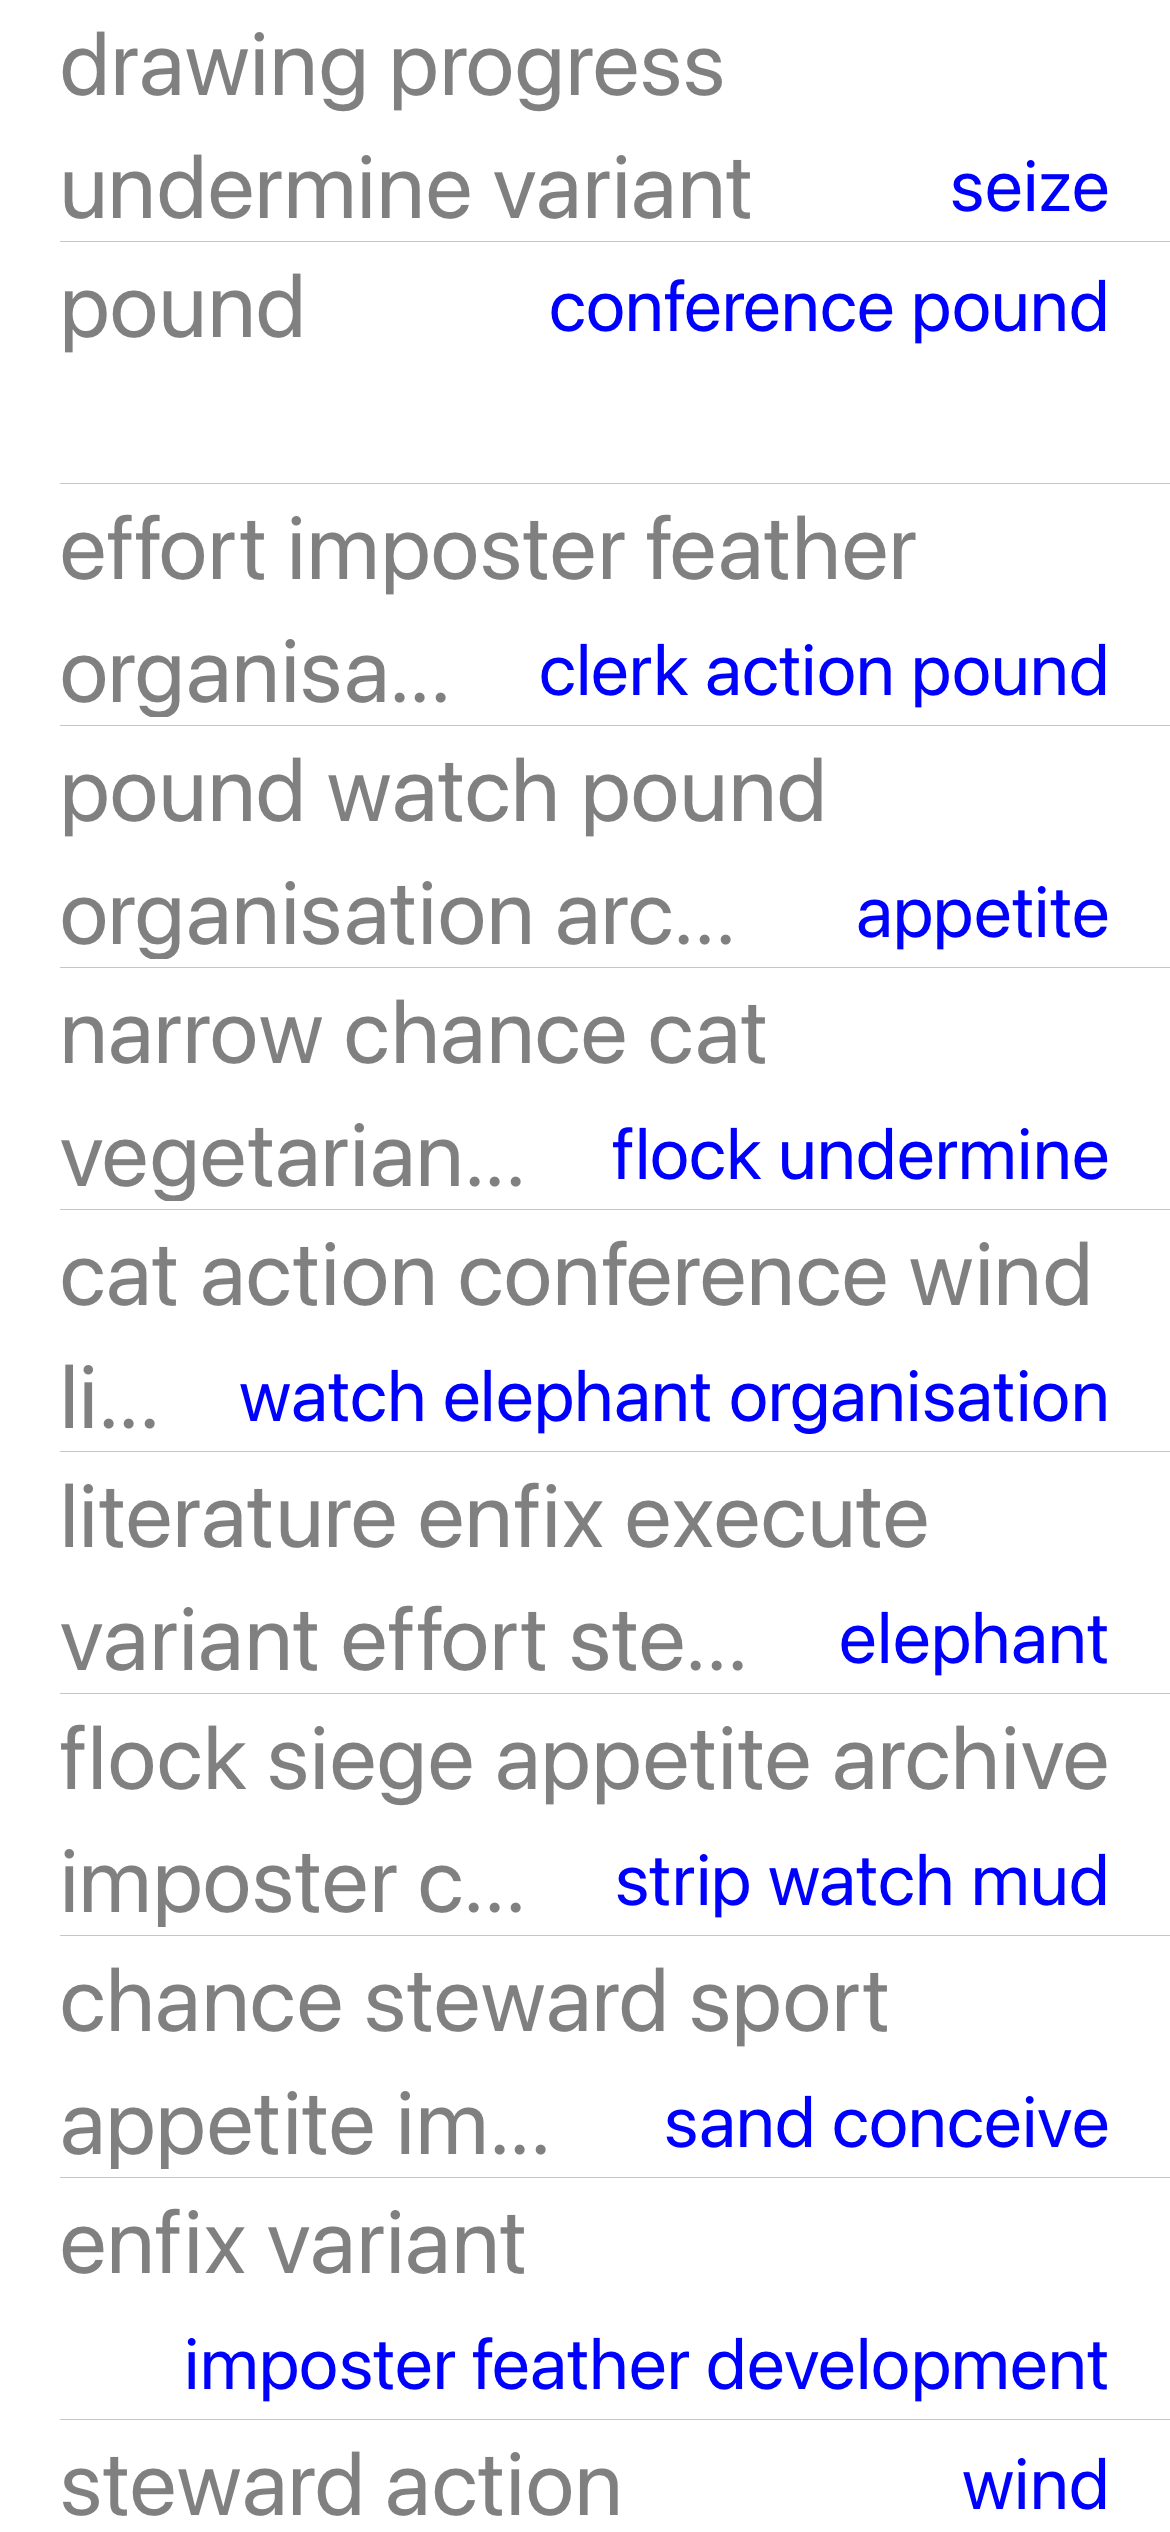 drawing progress
undermine variant seize
pound conference pound
effort imposter feather
organisa... clerk action pound
pound watch pound
organisation arc... appetite
narrow chance cat
vegetarian... flock undermine
cat action conference wind
li... watch elephant organisation
literature enfix execute
variant effort ste... elephant
flock siege appetite archive
imposter c... strip watch mud
chance steward sport
appetite im... sand conceive
enfix variant
imposter feather development
steward action wind